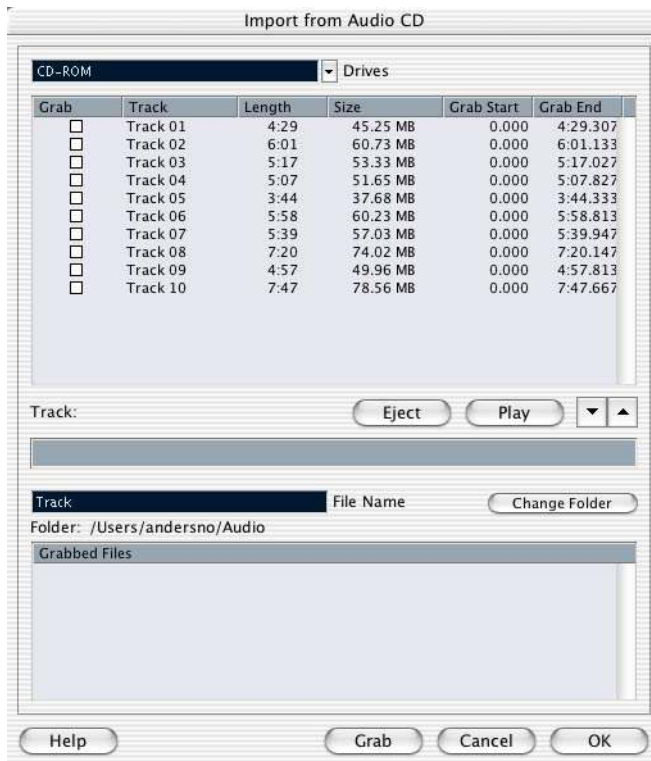 Import from Audio CD
CD-ROM Drives
Grab Track Length Size Grab Start Grab End
Track 01 4:29 45.25 MB 0.000 4:29.307
Track 02 6:01 60.73 MB 0.000 6:01.133
Track 03 5:17 53.33 MB 0.000 5:17.027
Track 04 5:07 51.65 MB 0.000 5:07.827
Track 05 3:44 37.68 MB 0.000 3:44.333
Track 06 5:58 60.23 MB 0.000 5:58.813
Track 07 5:39 57.03 MB 0.000 5:39.947
Track 08 7:20 74.02 MB 0.000 7:20.147
Track 09 4:57 49.96 MB 0.000 4:57.813
Track 10 7:47 78.56 MB 0.000 7:47.667
Track: Eject Play
Track File Name Change Folder
Folder: /Users/andersno/Audio
Grabbed Files
Help Grab Cancel OK